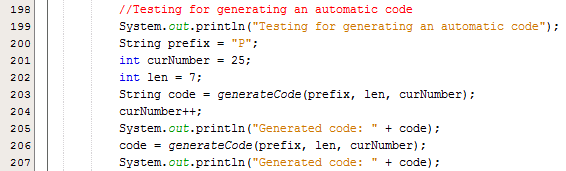 198 //Testing for generating an automatic code
199 System.out.println("Testing for generating an automatic code");
200 String prefix = "P";
201 int curNumber = 25;
202 int len = 7;
203 String code = generateCode(prefix, len, curNumber);
204 curNumber++;
205 System.out.println("Generated code: " + code);
206 code = generateCode(prefix, len, curNumber);
207 System.out.println("Generated code: " + code);